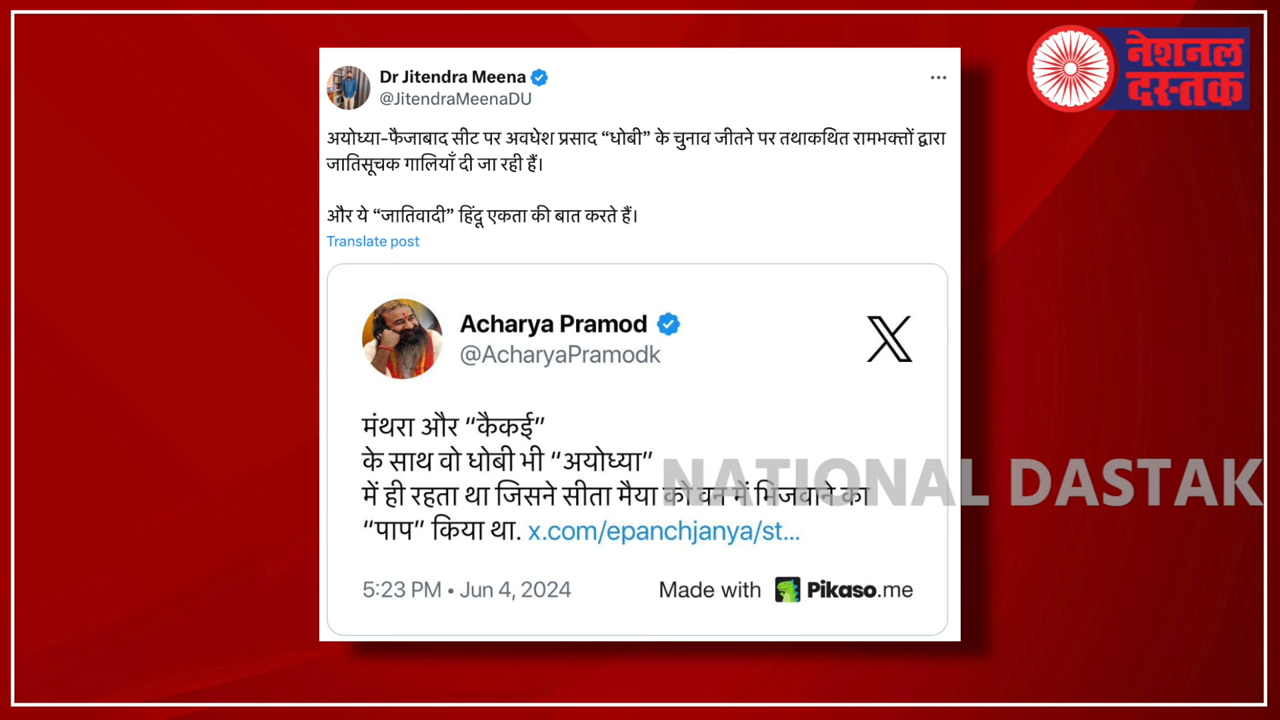 नेशनल
दस्तक
Dr Jitendra Meena
@JitendraMeenaDU
अयोध्या-फैजाबाद सीट पर अवधेश प्रसाद “धोबी” के चुनाव जीतने पर तथाकथित रामभक्तों द्वारा
जातिसूचक गालियाँ दी जा रही हैं।
और ये “जातिवादी” हिंदू एकता की बात करते हैं।
Translate post
Acharya Pramod
@AcharyaPramodk
मंथरा और “कैकई”
के साथ वो धोबी भी “अयोध्या”
में ही रहता था जिसने सीता मैया को वन में भिजवाने का
“पाप” किया था. x.com/epanchjanya/st...
5:23 PM • Jun 4, 2024
Made with Pikaso.me
NATIONAL DASTAK